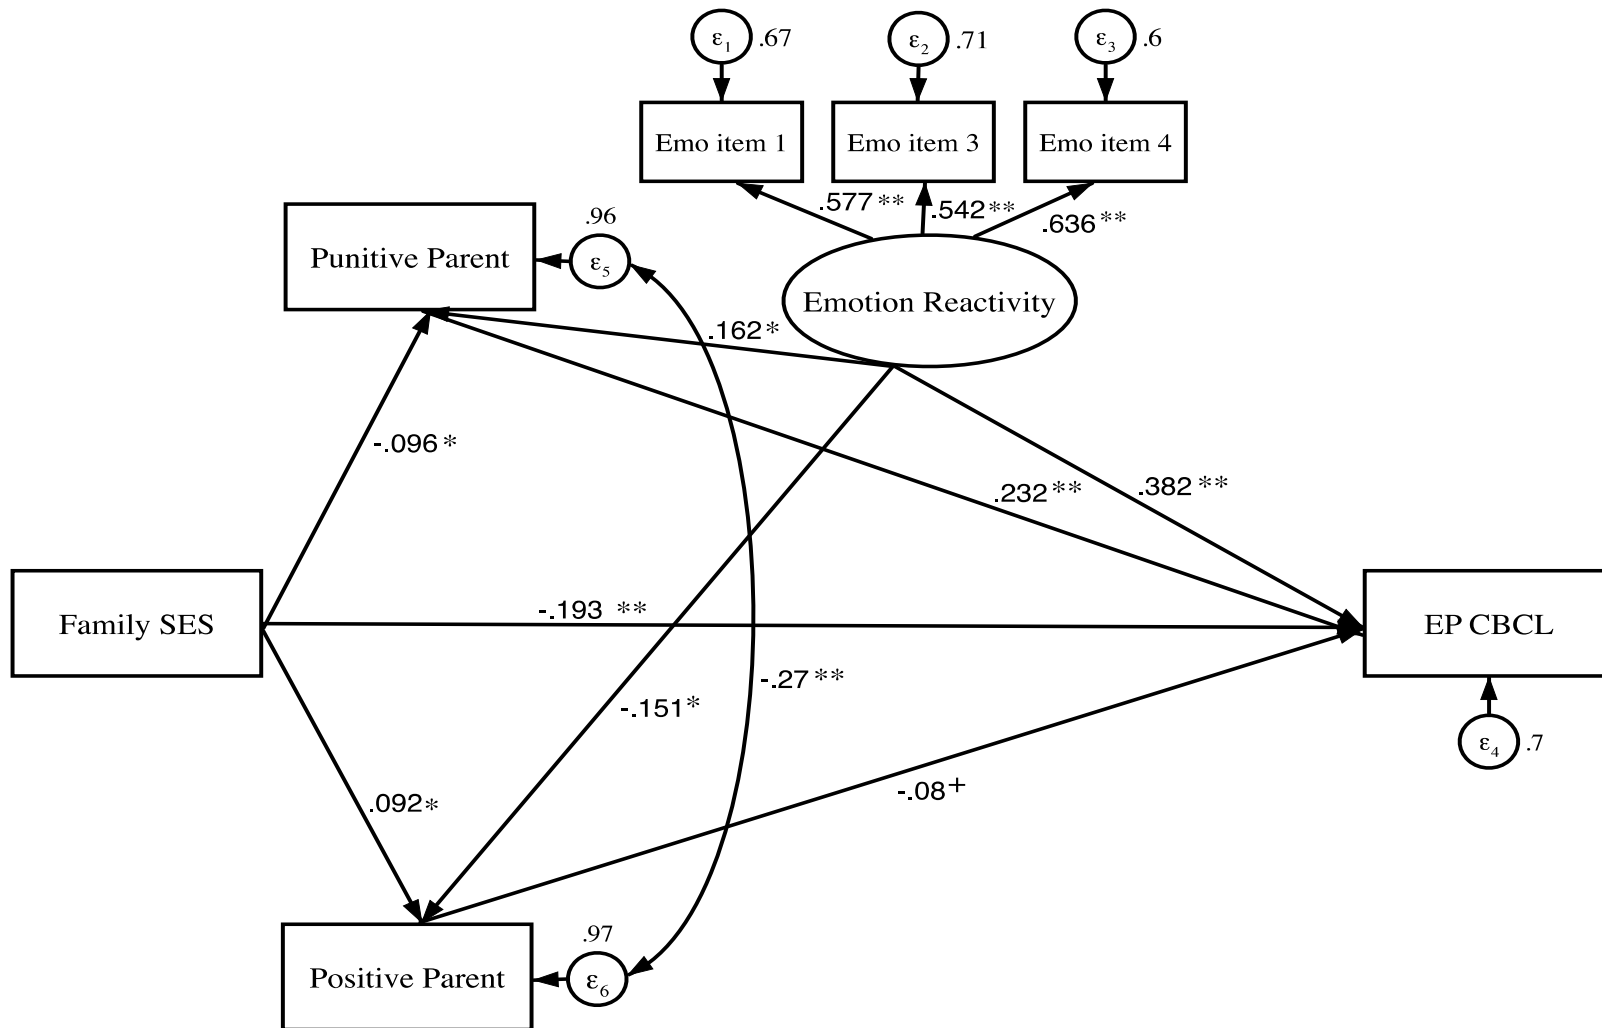 ε₁ .67 ε₂ .71 ε₃ .6
Emo item 1 Emo item 3 Emo item 4
.577** .542** .636**
.96
Punitive Parent ε₅
Emotion Reactivity
.162*
-.096*
.232** .382**
Family SES -.193 ** EP CBCL
-.151* -.27**
ε₄ .7
.092* -.08+
.97
Positive Parent ε₆